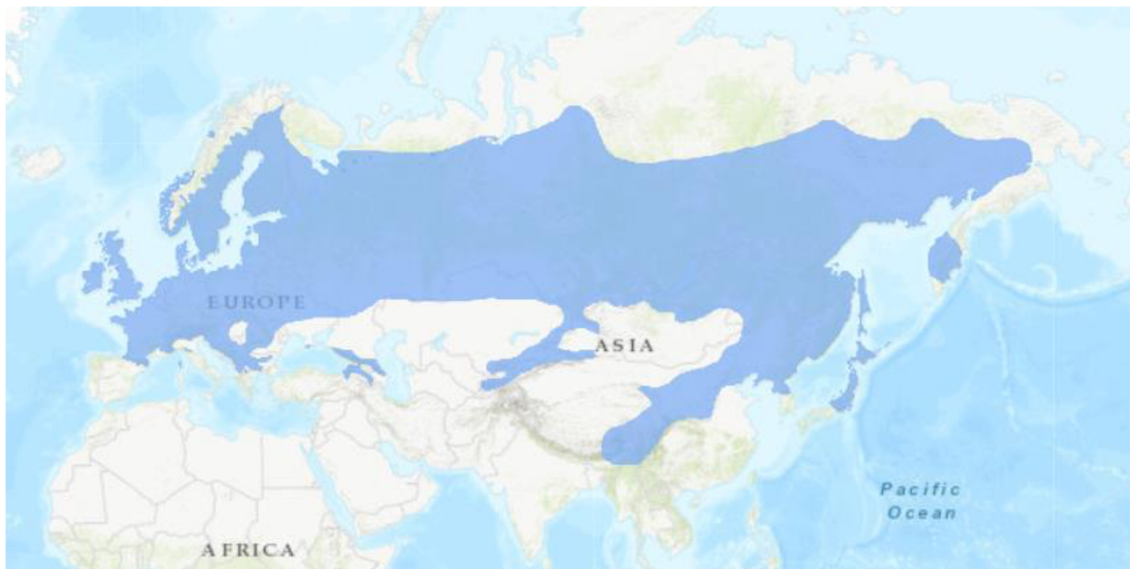 EUROPE
ASIA
Pacific
Ocean
AFRICA